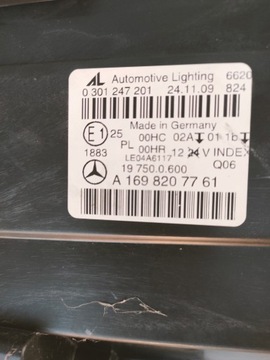 AL Automotive Lighting 6620
0 301 247 201 24.11.09 824
Made in Germany
E1 25 00HC 02A 01 1b
PL 00HR 12 24 V INDEX
1883 LE04A6117 Q06
19 750.0.600
A 169 820 77 61